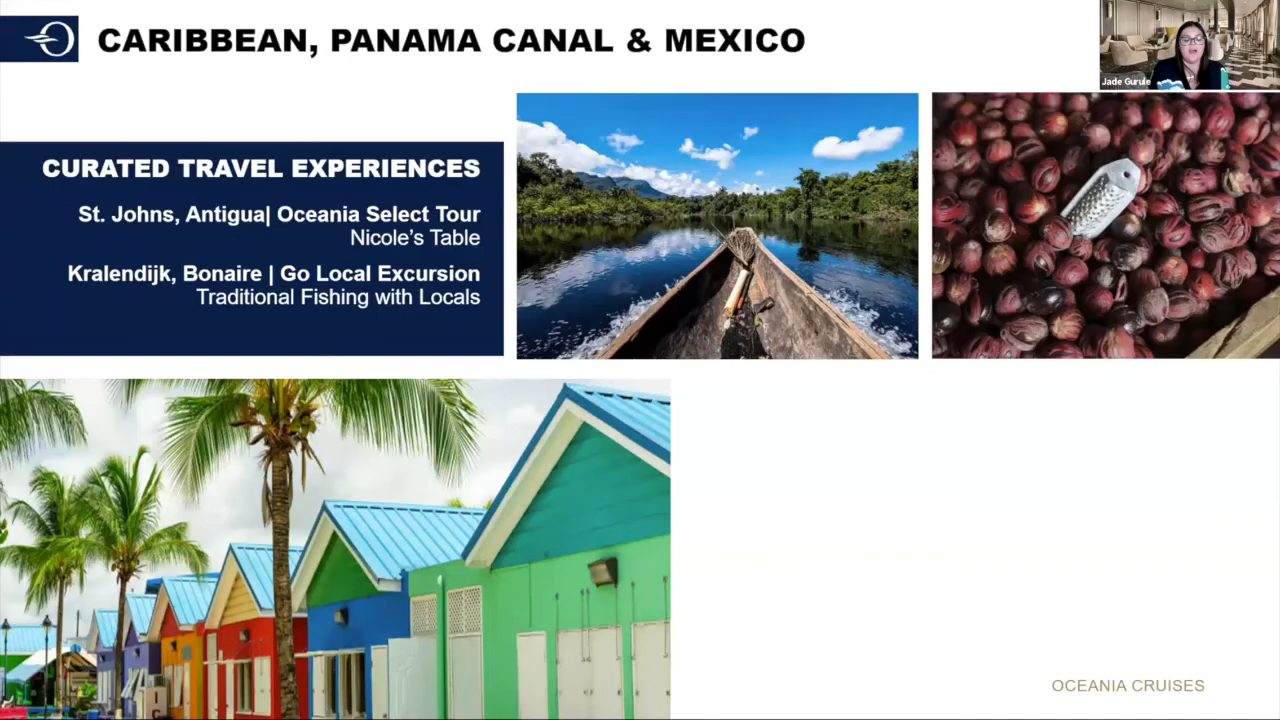 CARIBBEAN, PANAMA CANAL & MEXICO
Jade Gurule
CURATED TRAVEL EXPERIENCES
St. Johns, Antigua| Oceania Select Tour
Nicole's Table
Kralendijk, Bonaire | Go Local Excursion
Traditional Fishing with Locals
OCEANIA CRUISES